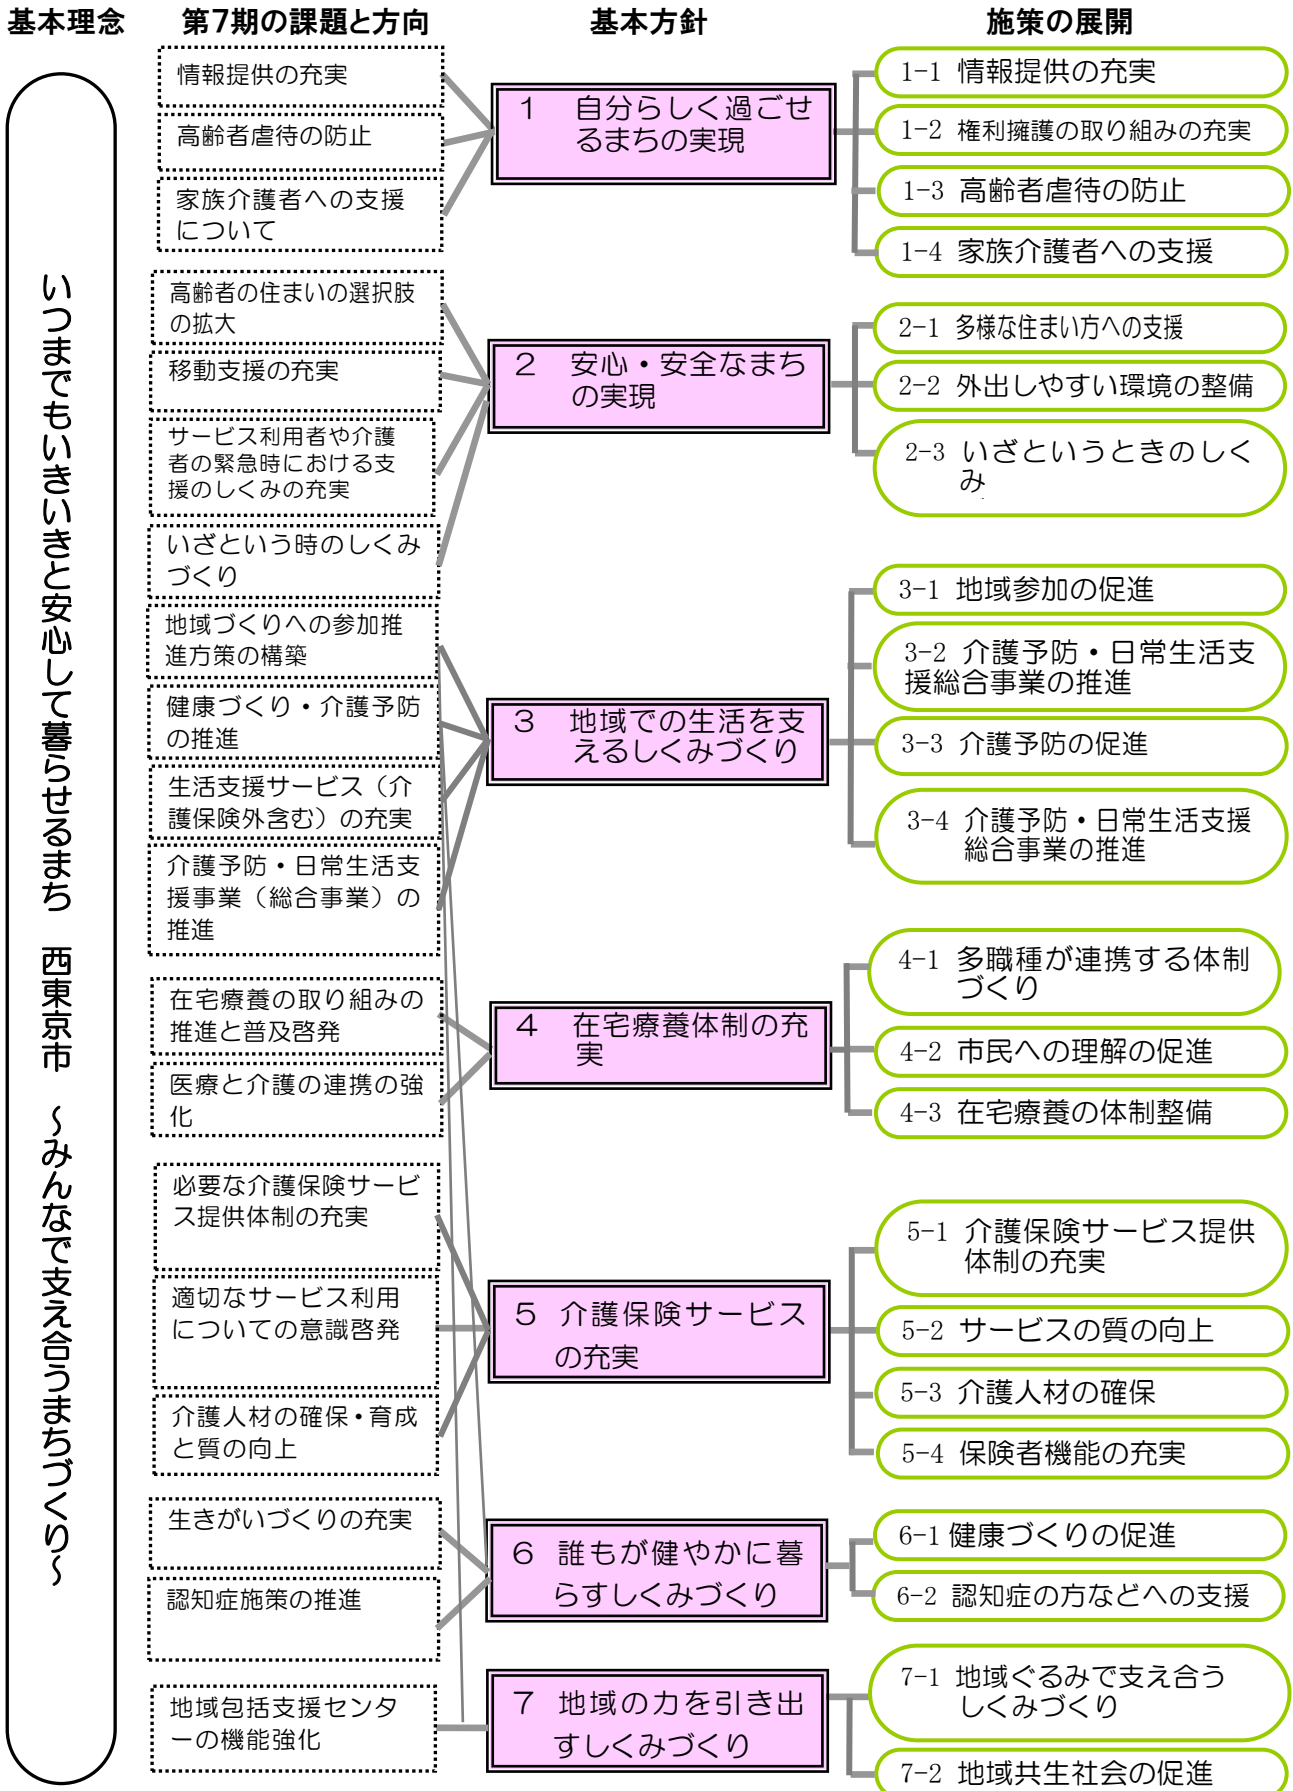 基本理念
第7期の課題と方向
基本方針
施策の展開
いつまでもいきいきと安心して暮らせるまち　西東京市　～みんなで支え合うまちづくり～
情報提供の充実
高齢者虐待の防止
家族介護者への支援
について
高齢者の住まいの選択肢
の拡大
移動支援の充実
サービス利用者や介護
者の緊急時における支
援のしくみの充実
いざという時のしくみ
づくり
地域づくりへの参加推
進方策の構築
健康づくり・介護予防
の推進
生活支援サービス（介
護保険外含む）の充実
介護予防・日常生活支
援事業（総合事業）の
推進
在宅療養の取り組みの
推進と普及啓発
医療と介護の連携の強
化
必要な介護保険サービ
ス提供体制の充実
適切なサービス利用
についての意識啓発
介護人材の確保・育成
と質の向上
生きがいづくりの充実
認知症施策の推進
地域包括支援センタ
ーの機能強化
1　自分らしく過ごせ
るまちの実現
2　安心・安全なまち
の実現
3　地域での生活を支
えるしくみづくり
4　在宅療養体制の充
実
5 介護保険サービス
の充実
6 誰もが健やかに暮
らすしくみづくり
7 地域の力を引き出
すしくみづくり
1-1 情報提供の充実
1-2 権利擁護の取り組みの充実
1-3 高齢者虐待の防止
1-4 家族介護者への支援
2-1 多様な住まい方への支援
2-2 外出しやすい環境の整備
2-3 いざというときのしく
み
3-1 地域参加の促進
3-2 介護予防・日常生活支
援総合事業の推進
3-3 介護予防の促進
3-4 介護予防・日常生活支援
総合事業の推進
4-1 多職種が連携する体制
づくり
4-2 市民への理解の促進
4-3 在宅療養の体制整備
5-1 介護保険サービス提供
体制の充実
5-2 サービスの質の向上
5-3 介護人材の確保
5-4 保険者機能の充実
6-1 健康づくりの促進
6-2 認知症の方などへの支援
7-1 地域ぐるみで支え合う
しくみづくり
7-2 地域共生社会の促進